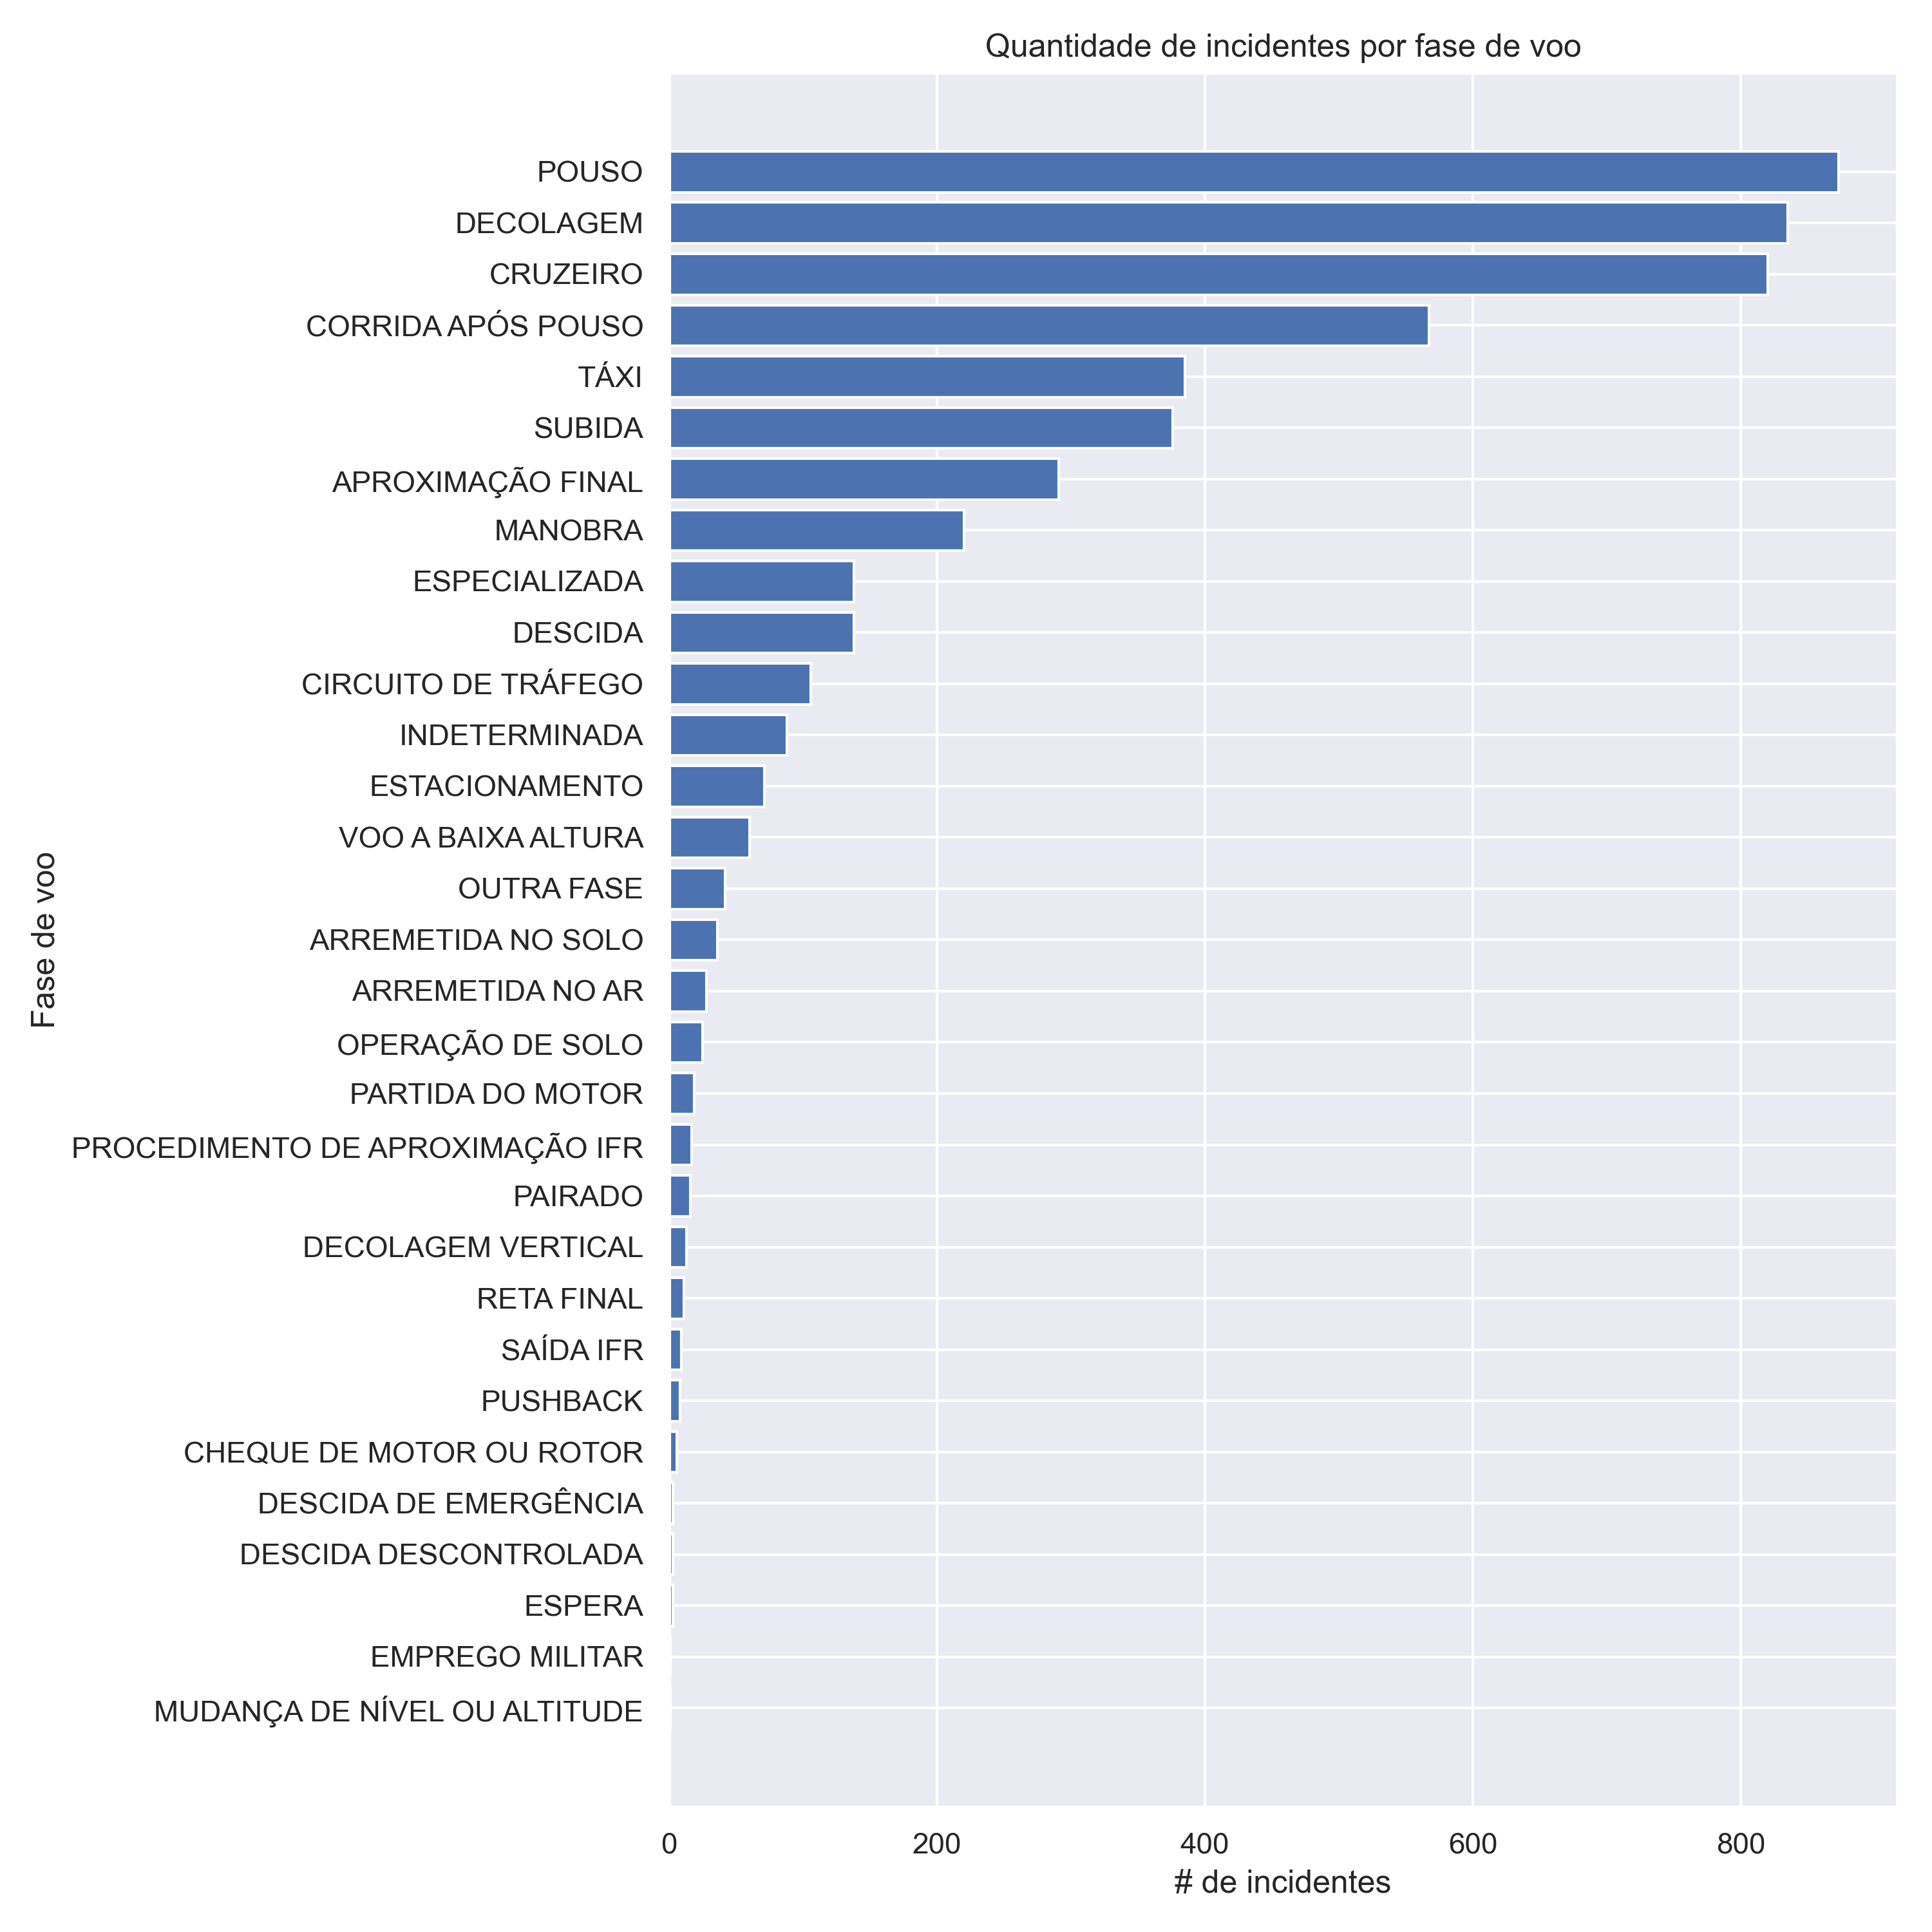 Quantidade de incidentes por fase de voo
POUSO
DECOLAGEM
CRUZEIRO
CORRIDA APÓS POUSO
TÁXI
SUBIDA
APROXIMAÇÃO FINAL
MANOBRA
ESPECIALIZADA
DESCIDA
CIRCUITO DE TRÁFEGO
INDETERMINADA
ESTACIONAMENTO
VOO A BAIXA ALTURA
OUTRA FASE
ARREMETIDA NO SOLO
ARREMETIDA NO AR
OPERAÇÃO DE SOLO
PARTIDA DO MOTOR
PROCEDIMENTO DE APROXIMAÇÃO IFR
PAIRADO
DECOLAGEM VERTICAL
RETA FINAL
SAÍDA IFR
PUSHBACK
CHEQUE DE MOTOR OU ROTOR
DESCIDA DE EMERGÊNCIA
DESCIDA DESCONTROLADA
ESPERA
EMPREGO MILITAR
MUDANÇA DE NÍVEL OU ALTITUDE
Fase de voo
0 200 400 600 800
# de incidentes